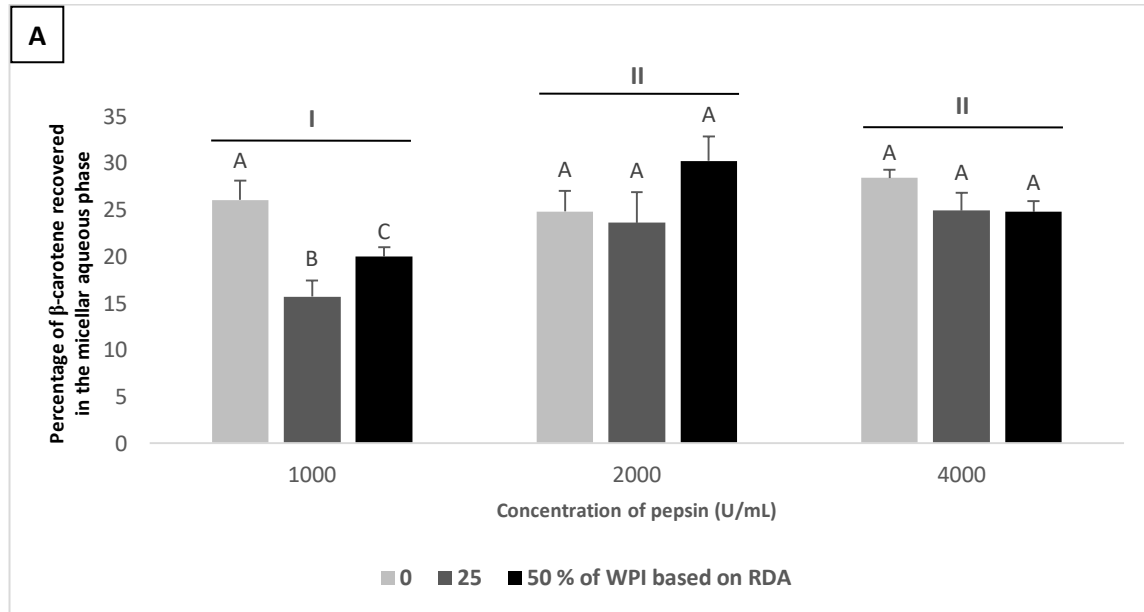 A
Percentage of β-carotene recovered
in the micellar aqueous phase
35
30
25
20
15
10
5
0
I
A
B
C
II
A
A
A
II
A
A
A
1000
2000
4000
Concentration of pepsin (U/mL)
0
25
50 % of WPI based on RDA